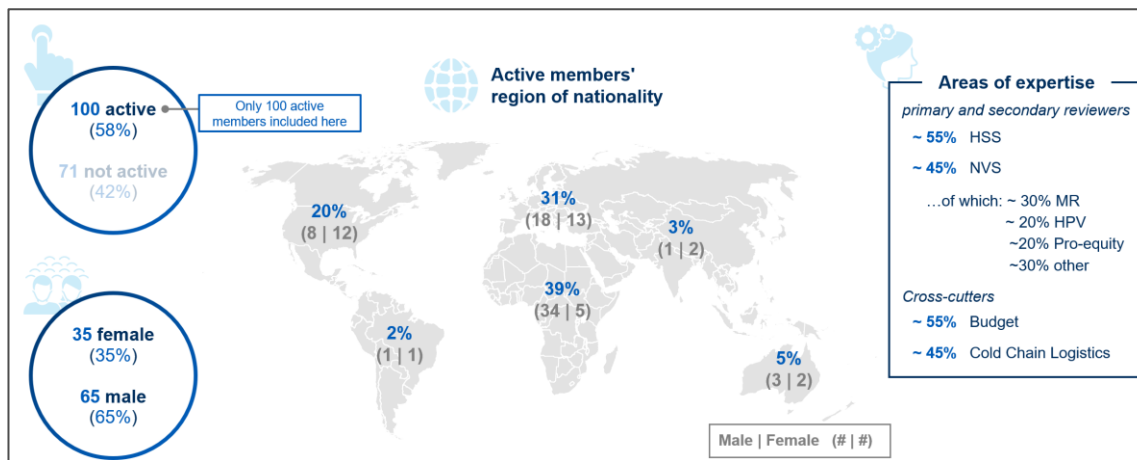 100 active
(58%)
71 not active
(42%)
Only 100 active
members included here
35 female
(35%)
65 male
(65%)
Active members'
region of nationality
20%
(8 | 12)
31%
(18 | 13)
3%
(1 | 2)
39%
(34 | 5)
2%
(1 | 1)
5%
(3 | 2)
Male | Female (# | #)
Areas of expertise
primary and secondary reviewers
~ 55% HSS
~ 45% NVS
…of which: ~ 30% MR
~ 20% HPV
~20% Pro-equity
~30% other
Cross-cutters
~ 55% Budget
~ 45% Cold Chain Logistics